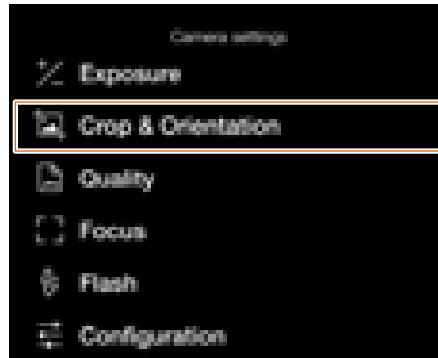 Camera settings
Exposure
Crop & Orientation
Quality
Focus
Flash
Configuration